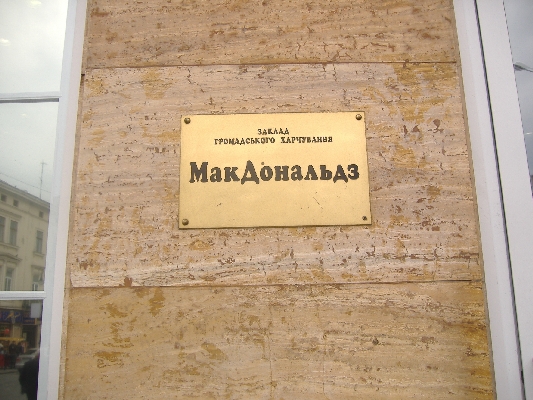 ЗАКЛАД
ГРОМАДСЬКОГО ХАРЧУВАННЯ
МакДональдз